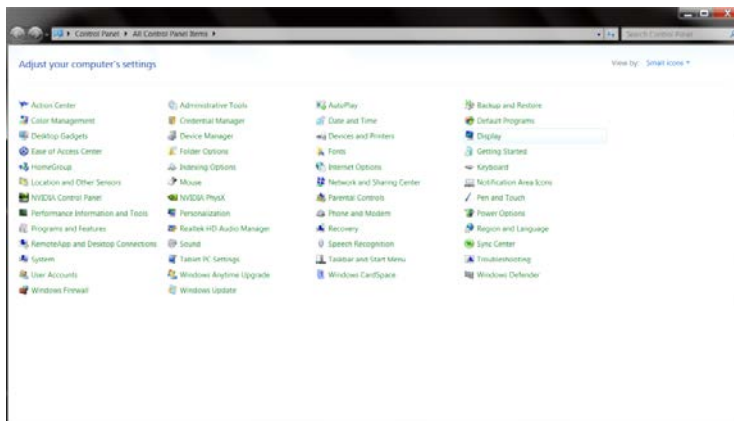 Control Panel ▸ All Control Panel Items ▸
Search Control Panel
Adjust your computer's settings
View by: Small icons
Action Center
Administrative Tools
AutoPlay
Backup and Restore
Color Management
Credential Manager
Date and Time
Default Programs
Desktop Gadgets
Device Manager
Devices and Printers
Display
Ease of Access Center
Folder Options
Fonts
Getting Started
HomeGroup
Indexing Options
Internet Options
Keyboard
Location and Other Sensors
Mouse
Network and Sharing Center
Notification Area Icons
NVIDIA Control Panel
NVIDIA PhysX
Parental Controls
Pen and Touch
Performance Information and Tools
Personalization
Phone and Modem
Power Options
Programs and Features
Realtek HD Audio Manager
Recovery
Region and Language
RemoteApp and Desktop Connections
Sound
Speech Recognition
Sync Center
System
Tablet PC Settings
Taskbar and Start Menu
Troubleshooting
User Accounts
Windows Anytime Upgrade
Windows CardSpace
Windows Defender
Windows Firewall
Windows Update